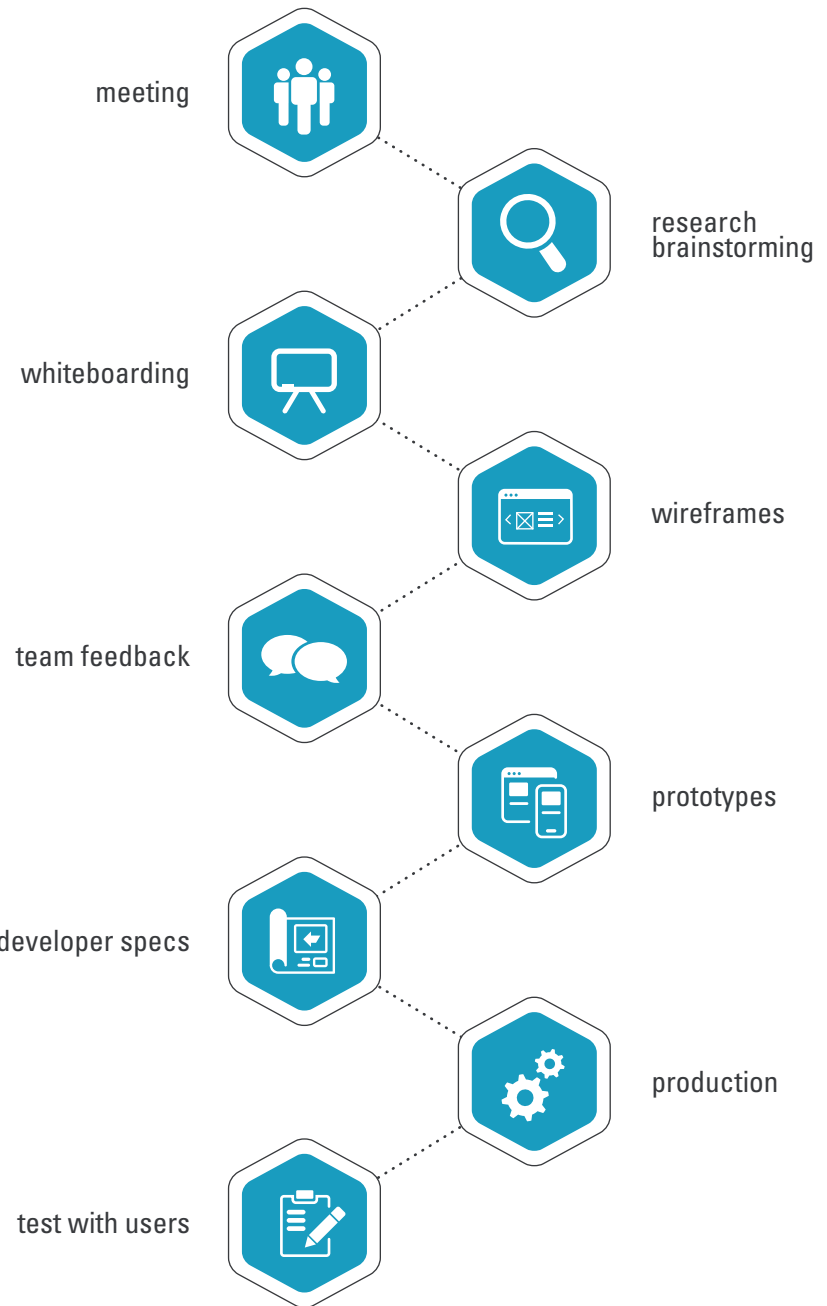 meeting
research
brainstorming
whiteboarding
wireframes
team feedback
prototypes
developer specs
production
test with users